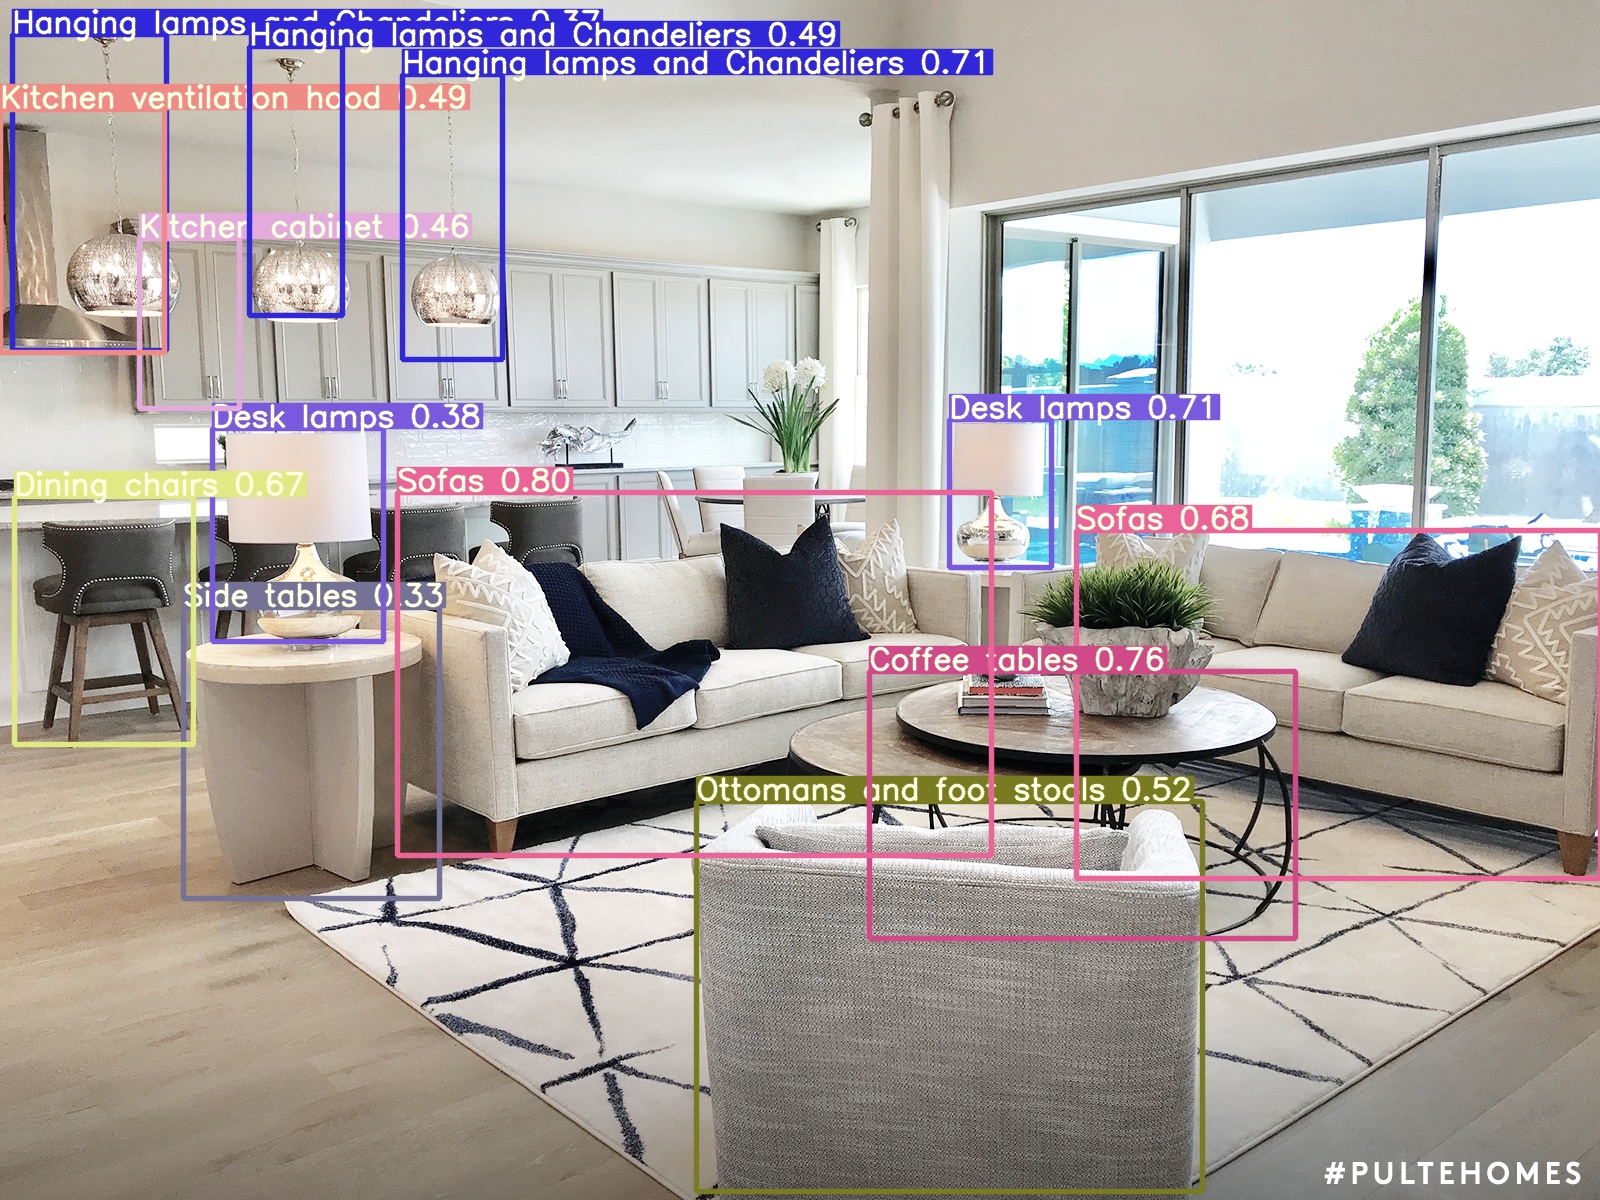 Hanging lamps and Chandeliers 0.37
Hanging lamps and Chandeliers 0.49
Hanging lamps and Chandeliers 0.71
Kitchen ventilation hood 0.49
Kitchen cabinet 0.46
Desk lamps 0.38
Desk lamps 0.71
Dining chairs 0.67
Sofas 0.80
Sofas 0.68
Side tables 0.33
Coffee tables 0.76
Ottomans and foot stools 0.52
#PULTEHOMES